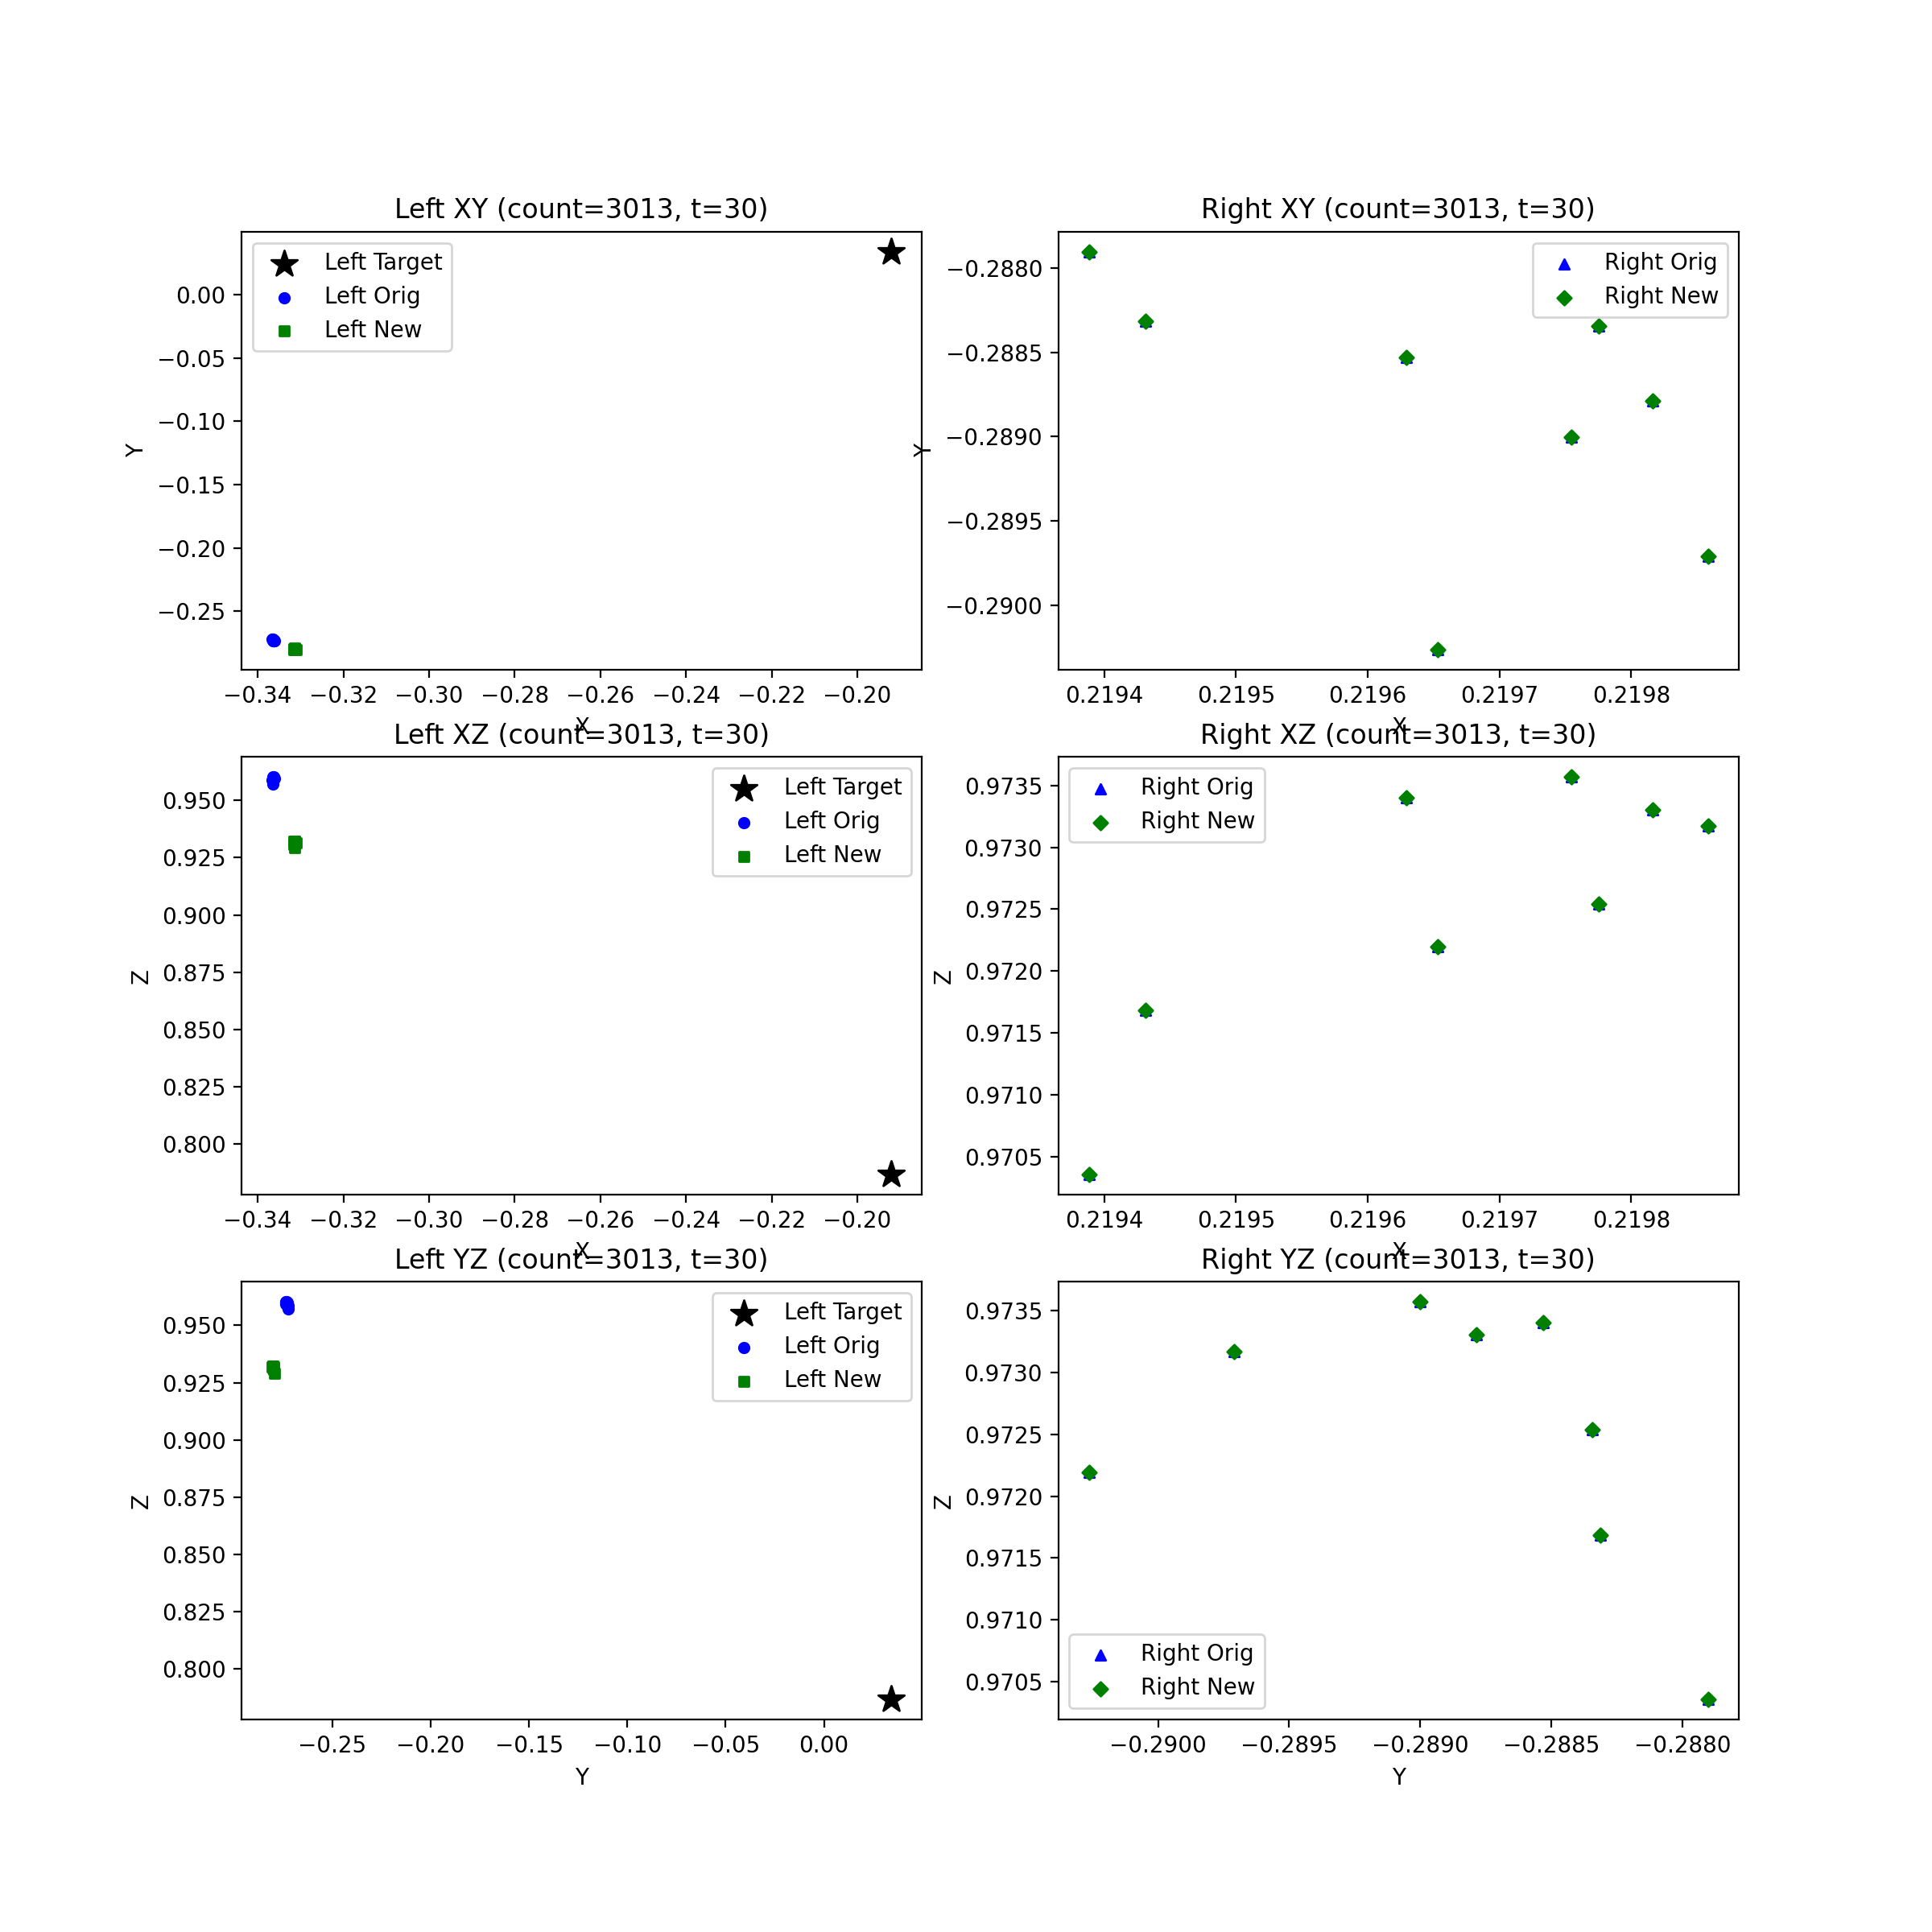 Left XY (count=3013, t=30)
Left Target
Left Orig
Left New
Y
0.00
−0.05
−0.10
−0.15
−0.20
−0.25
−0.34 −0.32 −0.30 −0.28 −0.26 −0.24 −0.22 −0.20
X
Right XY (count=3013, t=30)
Right Orig
Right New
Y
−0.2880
−0.2885
−0.2890
−0.2895
−0.2900
0.2194 0.2195 0.2196 0.2197 0.2198
X
Left XZ (count=3013, t=30)
Left Target
Left Orig
Left New
Z
0.950
0.925
0.900
0.875
0.850
0.825
0.800
−0.34 −0.32 −0.30 −0.28 −0.26 −0.24 −0.22 −0.20
X
Right XZ (count=3013, t=30)
Right Orig
Right New
Z
0.9735
0.9730
0.9725
0.9720
0.9715
0.9710
0.9705
0.2194 0.2195 0.2196 0.2197 0.2198
X
Left YZ (count=3013, t=30)
Left Target
Left Orig
Left New
Z
0.950
0.925
0.900
0.875
0.850
0.825
0.800
−0.25 −0.20 −0.15 −0.10 −0.05 0.00
Y
Right YZ (count=3013, t=30)
Right Orig
Right New
Z
0.9735
0.9730
0.9725
0.9720
0.9715
0.9710
0.9705
−0.2900 −0.2895 −0.2890 −0.2885 −0.2880
Y